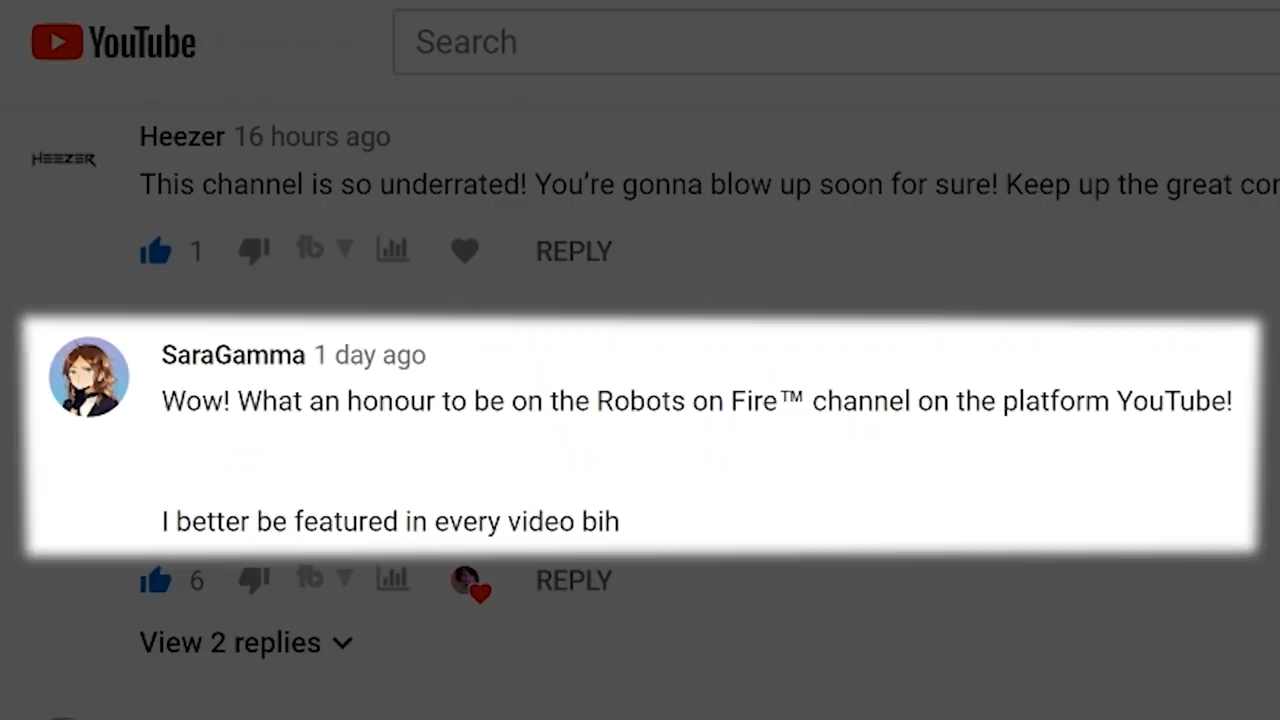 YouTube
Search
HEEZER
Heezer 16 hours ago
This channel is so underrated! You’re gonna blow up soon for sure! Keep up the great
1
REPLY
SaraGamma 1 day ago
Wow! What an honour to be on the Robots on Fire™ channel on the platform YouTube!
I better be featured in every video bih
6
REPLY
View 2 replies